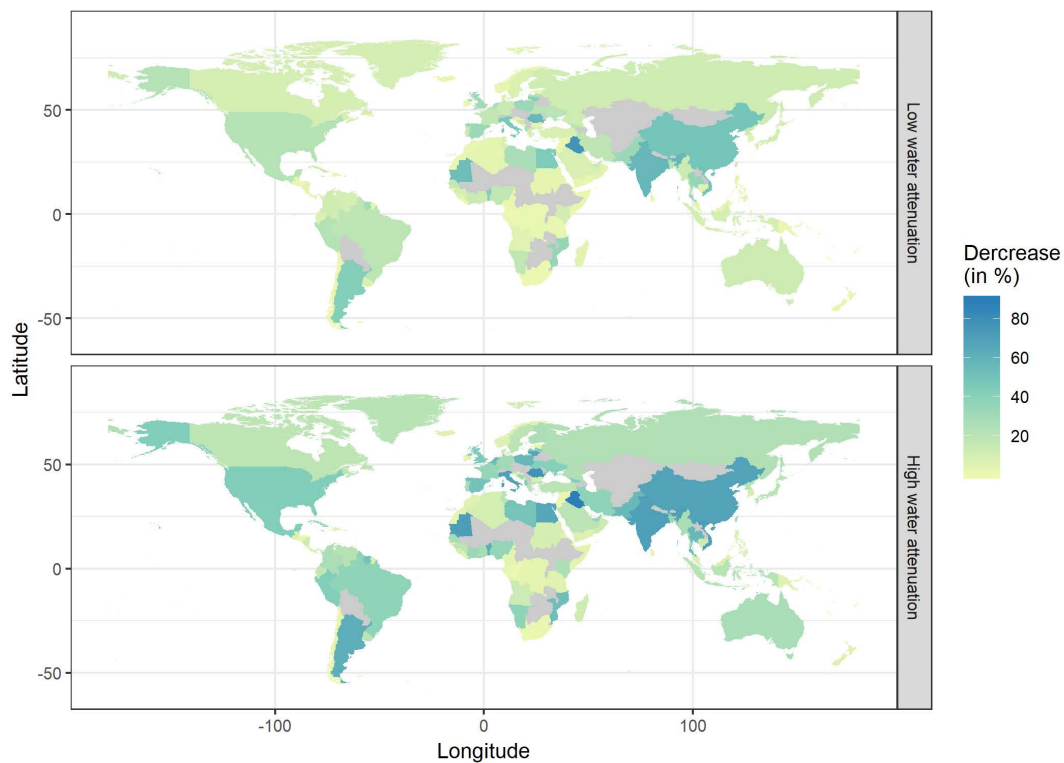 Latitude
50
0
-50
Low water attenuation
50
0
-50
High water attenuation
-100
0
100
Longitude
Dercrease
(in %)
80
60
40
20